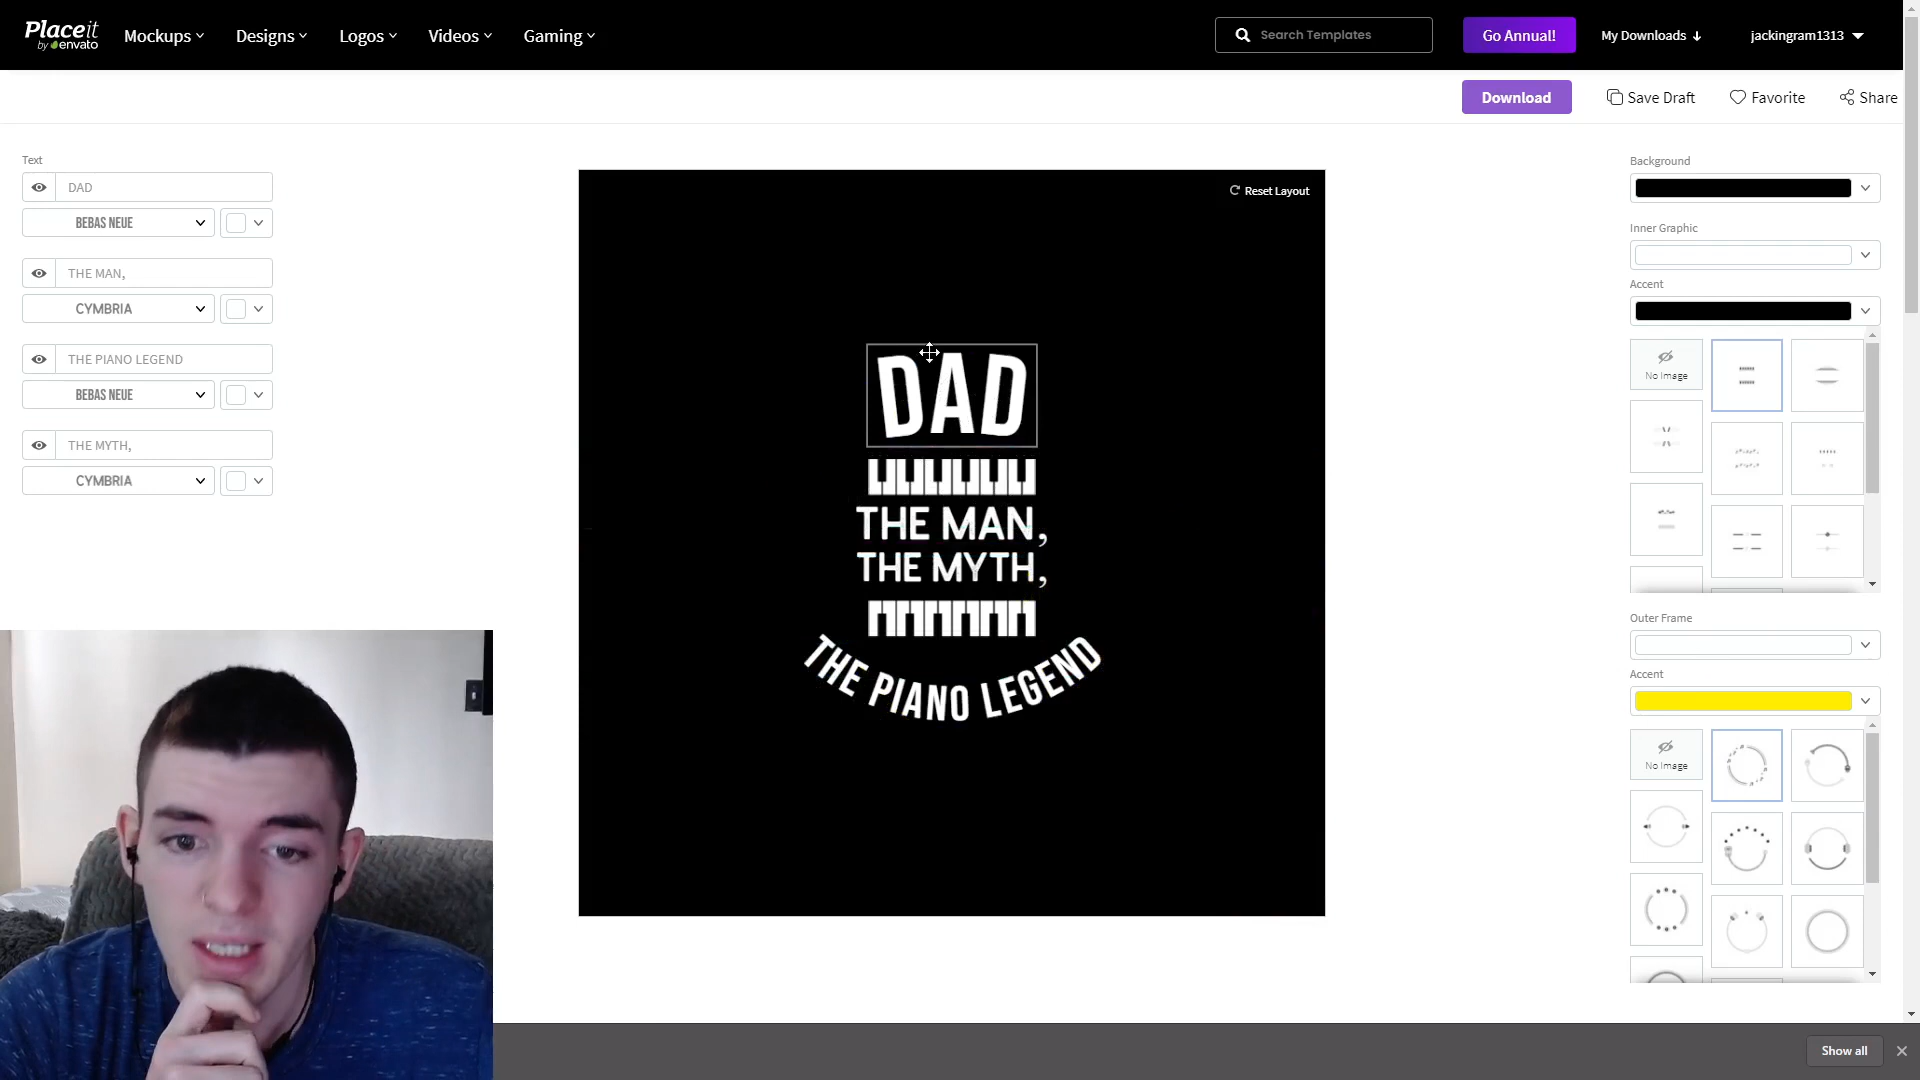 Placeit
by envato
Mockups
Designs
Logos
Videos
Gaming
Search Templates
Go Annual!
My Downloads
jackingram1313
Download
Save Draft
Favorite
Share
Text
DAD
BEBAS NEUE
THE MAN,
CYMBRIA
THE PIANO LEGEND
BEBAS NEUE
THE MYTH,
CYMBRIA
Reset Layout
DAD
THE MAN,
THE MYTH,
THE PIANO LEGEND
Background
Inner Graphic
Accent
No Image
Outer Frame
Accent
No Image
Show all